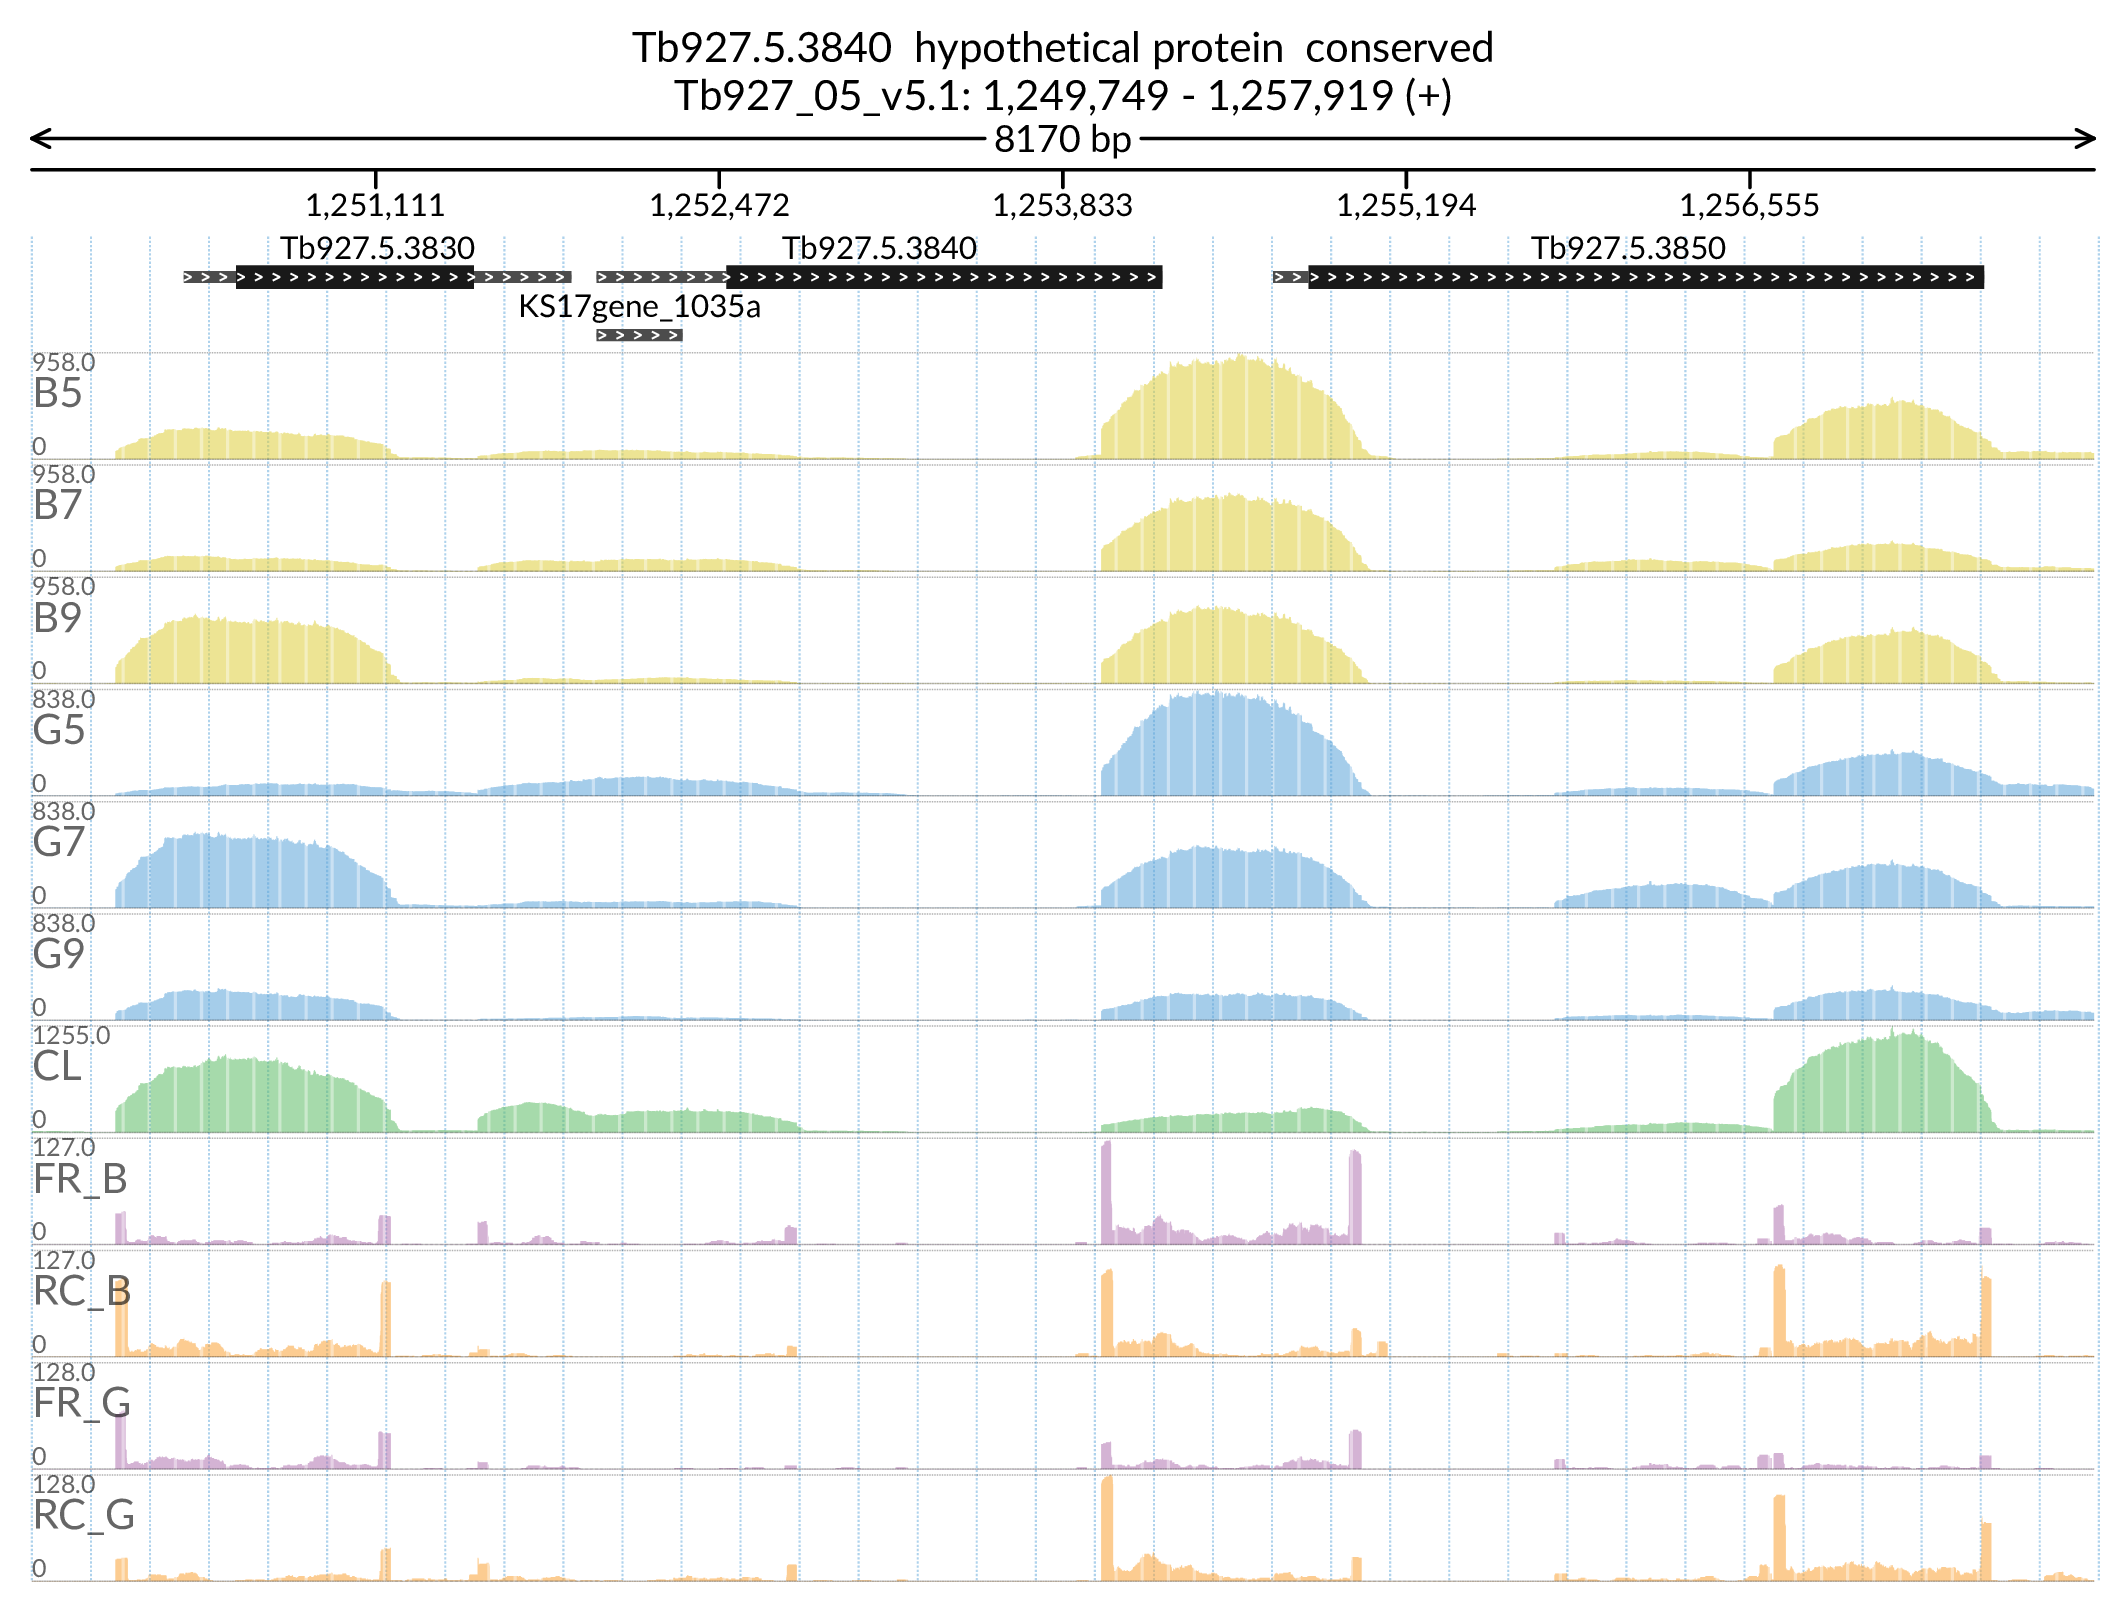 Tb927.5.3840  hypothetical protein  conserved
Tb927_05_v5.1: 1,249,749 - 1,257,919 (+)
8170 bp
1,251,111 1,252,472 1,253,833 1,255,194 1,256,555
Tb927.5.3830 Tb927.5.3840 Tb927.5.3850
KS17gene_1035a
958.0
B5
0
958.0
B7
0
958.0
B9
0
838.0
G5
0
838.0
G7
0
838.0
G9
0
1255.0
CL
0
127.0
FR_B
0
127.0
RC_B
0
128.0
FR_G
0
128.0
RC_G
0